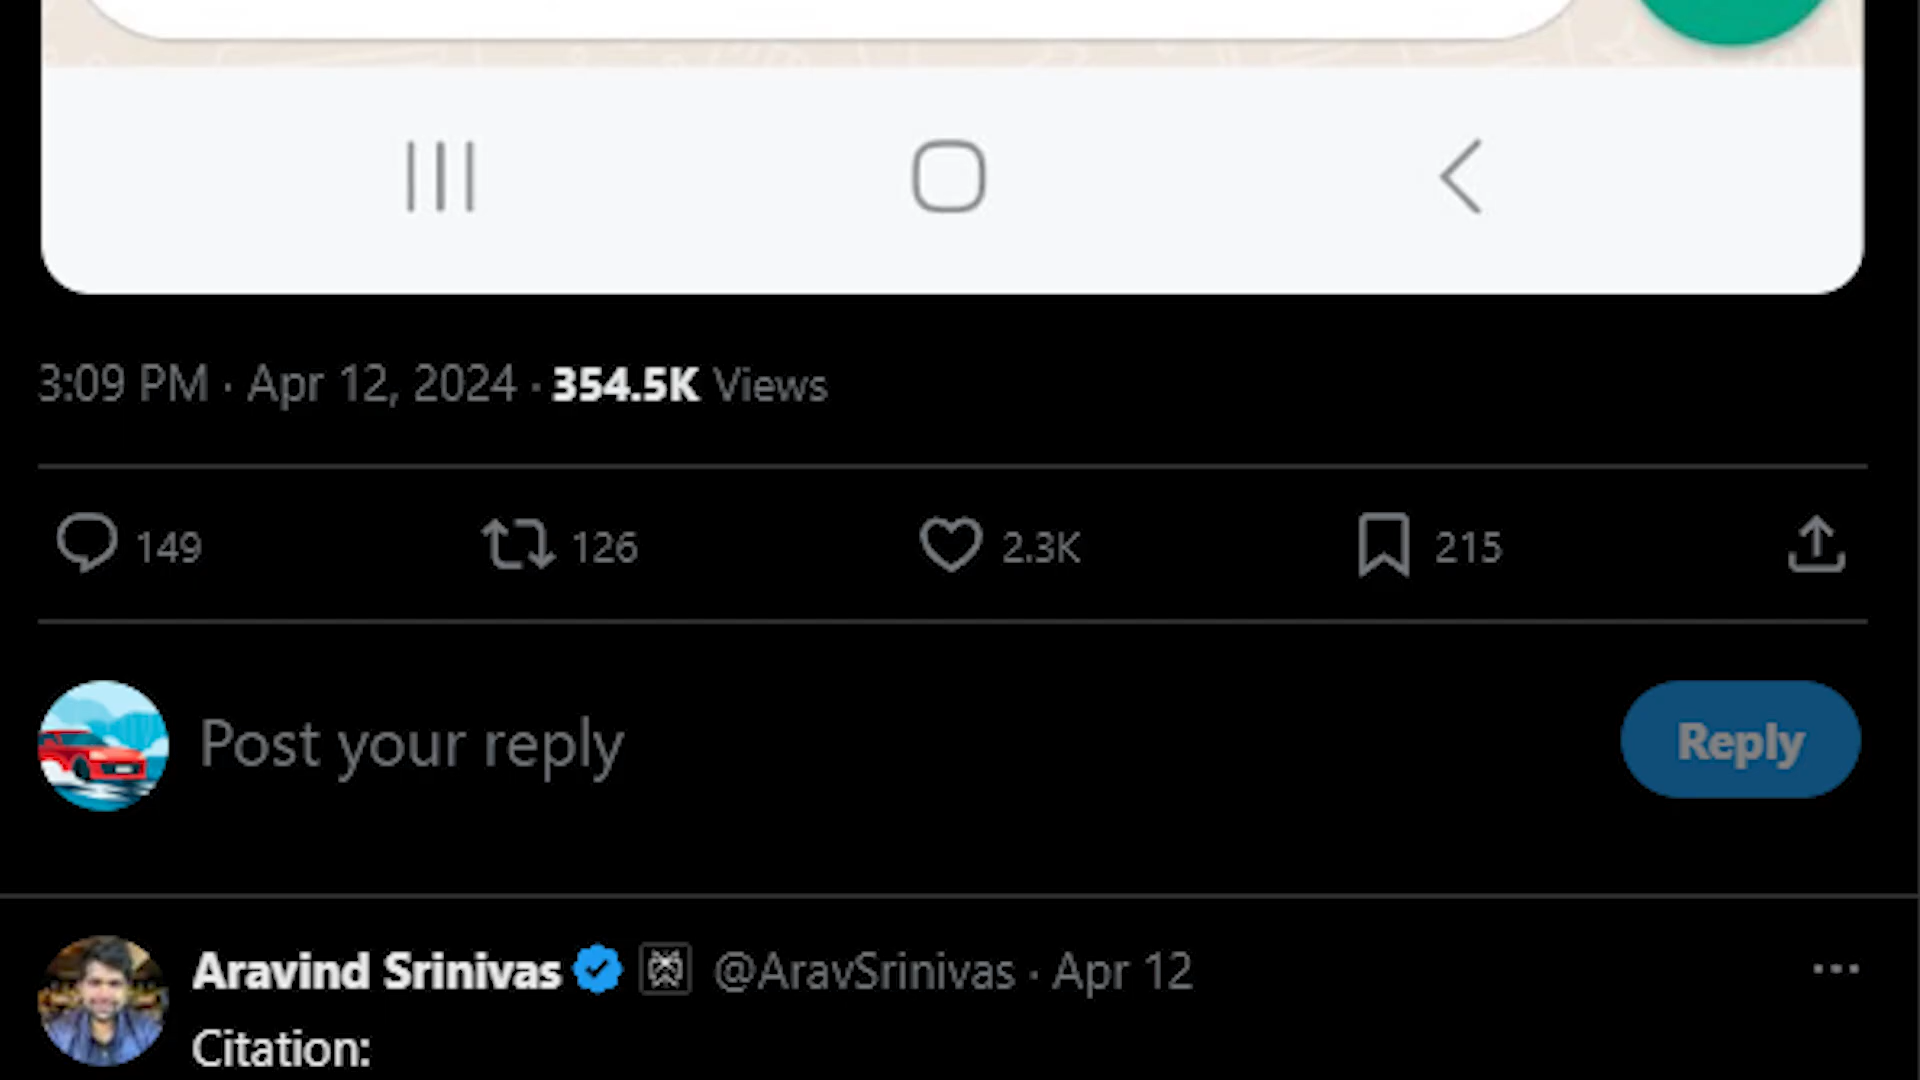 3:09 PM · Apr 12, 2024 · 354.5K Views
149 126 2.3K 215
Post your reply Reply
Aravind Srinivas @AravSrinivas · Apr 12
Citation: